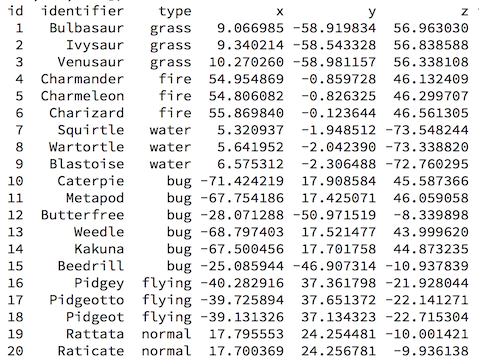 id identifier type x y z
1 Bulbasaur grass 9.066985 -58.919834 56.963030
2 Ivysaur grass 9.340214 -58.543328 56.838588
3 Venusaur grass 10.270260 -58.981157 56.338108
4 Charmander fire 54.954869 -0.859728 46.132409
5 Charmeleon fire 54.806082 -0.826325 46.299707
6 Charizard fire 55.869840 -0.123644 46.561305
7 Squirtle water 5.320937 -1.948512 -73.548244
8 Wartortle water 5.641952 -2.042390 -73.338820
9 Blastoise water 6.575312 -2.306488 -72.760295
10 Caterpie bug -71.424219 17.908584 45.587366
11 Metapod bug -67.754186 17.425071 46.059058
12 Butterfree bug -28.071288 -50.971519 -8.339898
13 Weedle bug -68.797403 17.521477 43.999620
14 Kakuna bug -67.500456 17.701758 44.873235
15 Beedrill bug -25.085944 -46.907314 -10.937839
16 Pidgey flying -40.282916 37.361798 -21.928044
17 Pidgeotto flying -39.725894 37.651372 -22.141271
18 Pidgeot flying -39.131326 37.134323 -22.715304
19 Rattata normal 17.795553 24.254481 -10.001421
20 Raticate normal 17.700369 24.256781 -9.936138